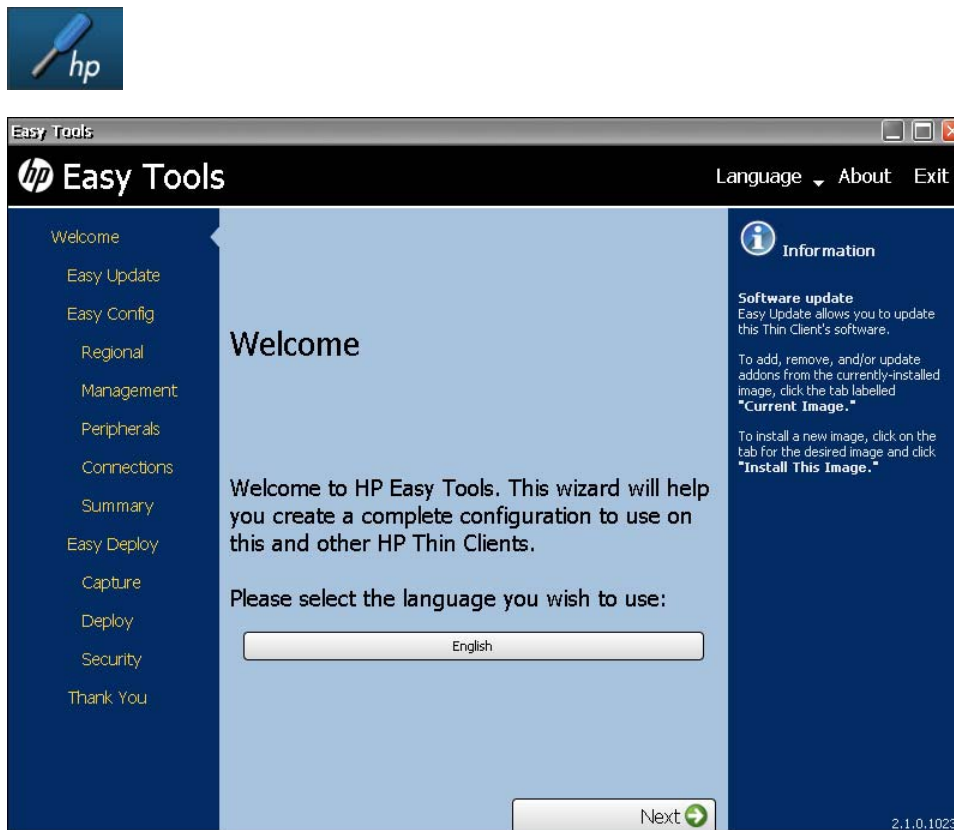 hp
Easy Tools
hp Easy Tools
Language About Exit
Welcome
Easy Update
Easy Config
Regional
Management
Peripherals
Connections
Summary
Easy Deploy
Capture
Deploy
Security
Thank You
Welcome
Welcome to HP Easy Tools. This wizard will help
you create a complete configuration to use on
this and other HP Thin Clients.
Please select the language you wish to use:
English
Next
Information
Software update
Easy Update allows you to update
this Thin Client's software.
To add, remove, and/or update
addons from the currently-installed
image, click the tab labelled
"Current Image."
To install a new image, click on the
tab for the desired image and click
"Install This Image."
2.1.0.1023